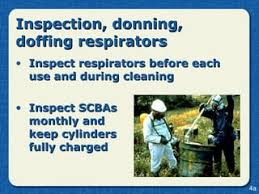 Inspection, donning,
doffing respirators
• Inspect respirators before each
use and during cleaning
• Inspect SCBAs
monthly and
keep cylinders
fully charged
4a